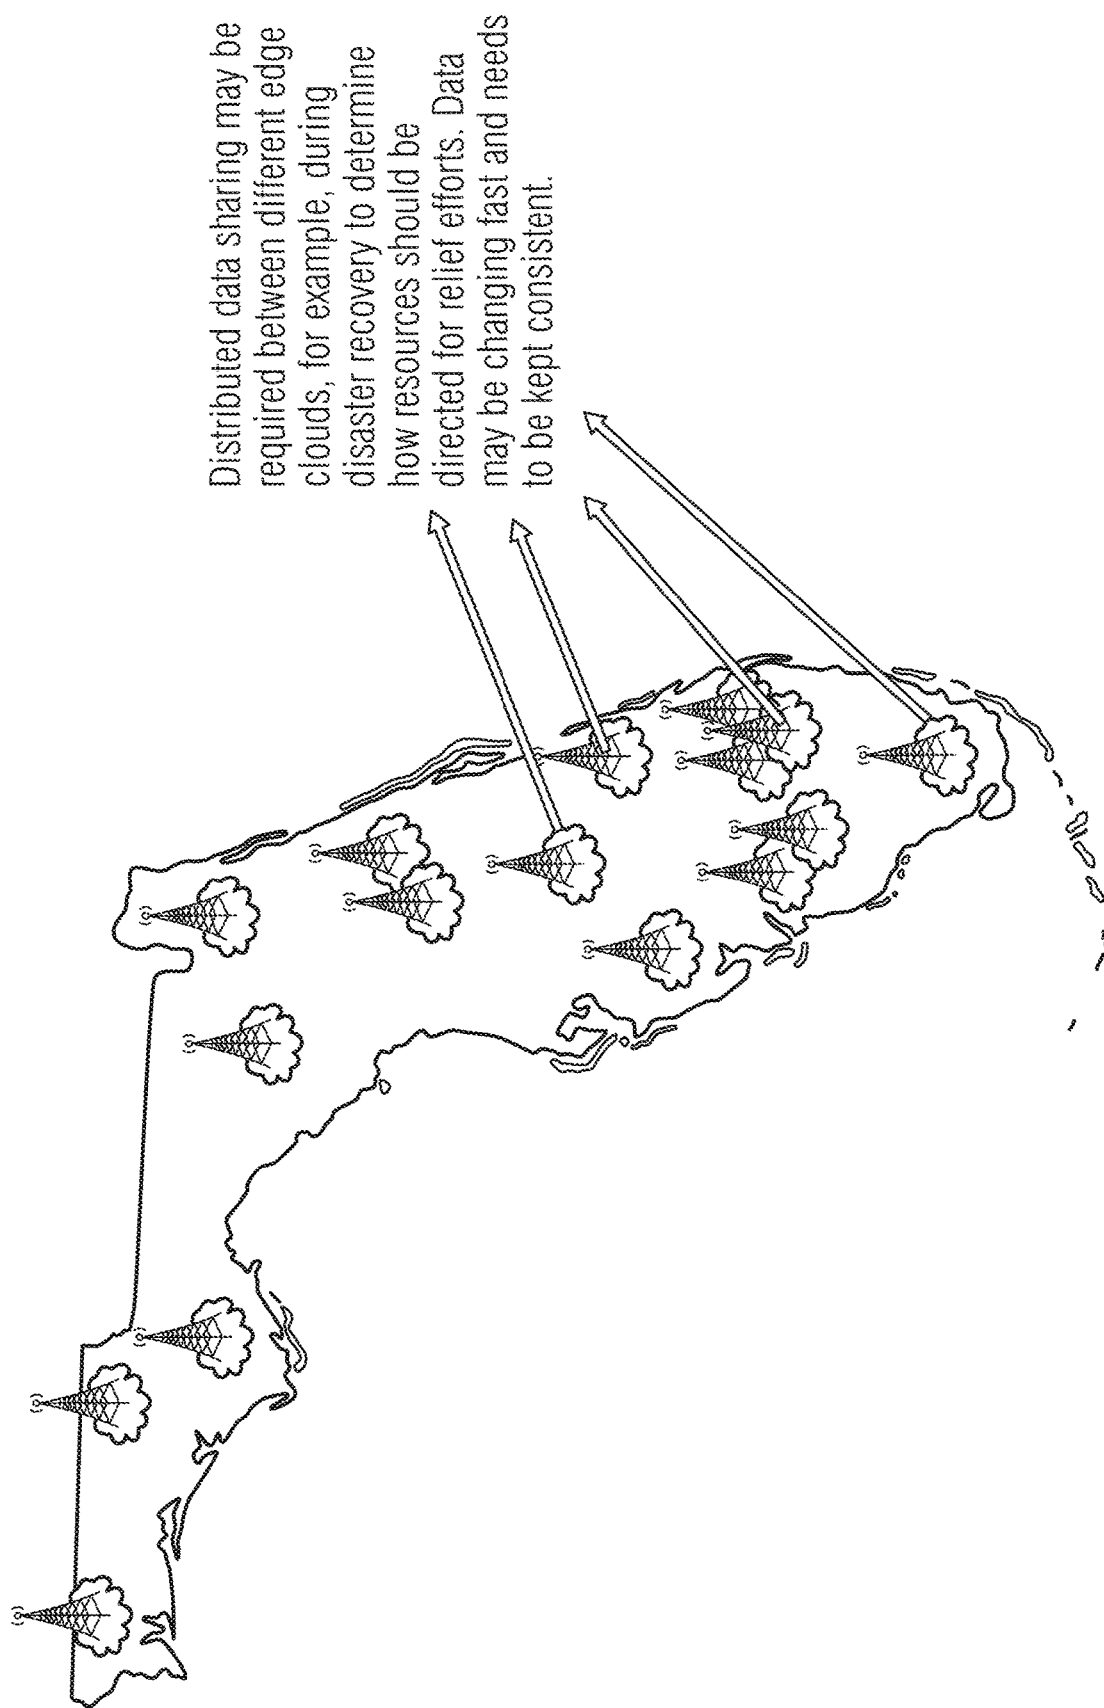 Distributed data sharing may be
required between different edge
clouds, for example, during
disaster recovery to determine
how resources should be
directed for relief efforts. Data
may be changing fast and needs
to be kept consistent.